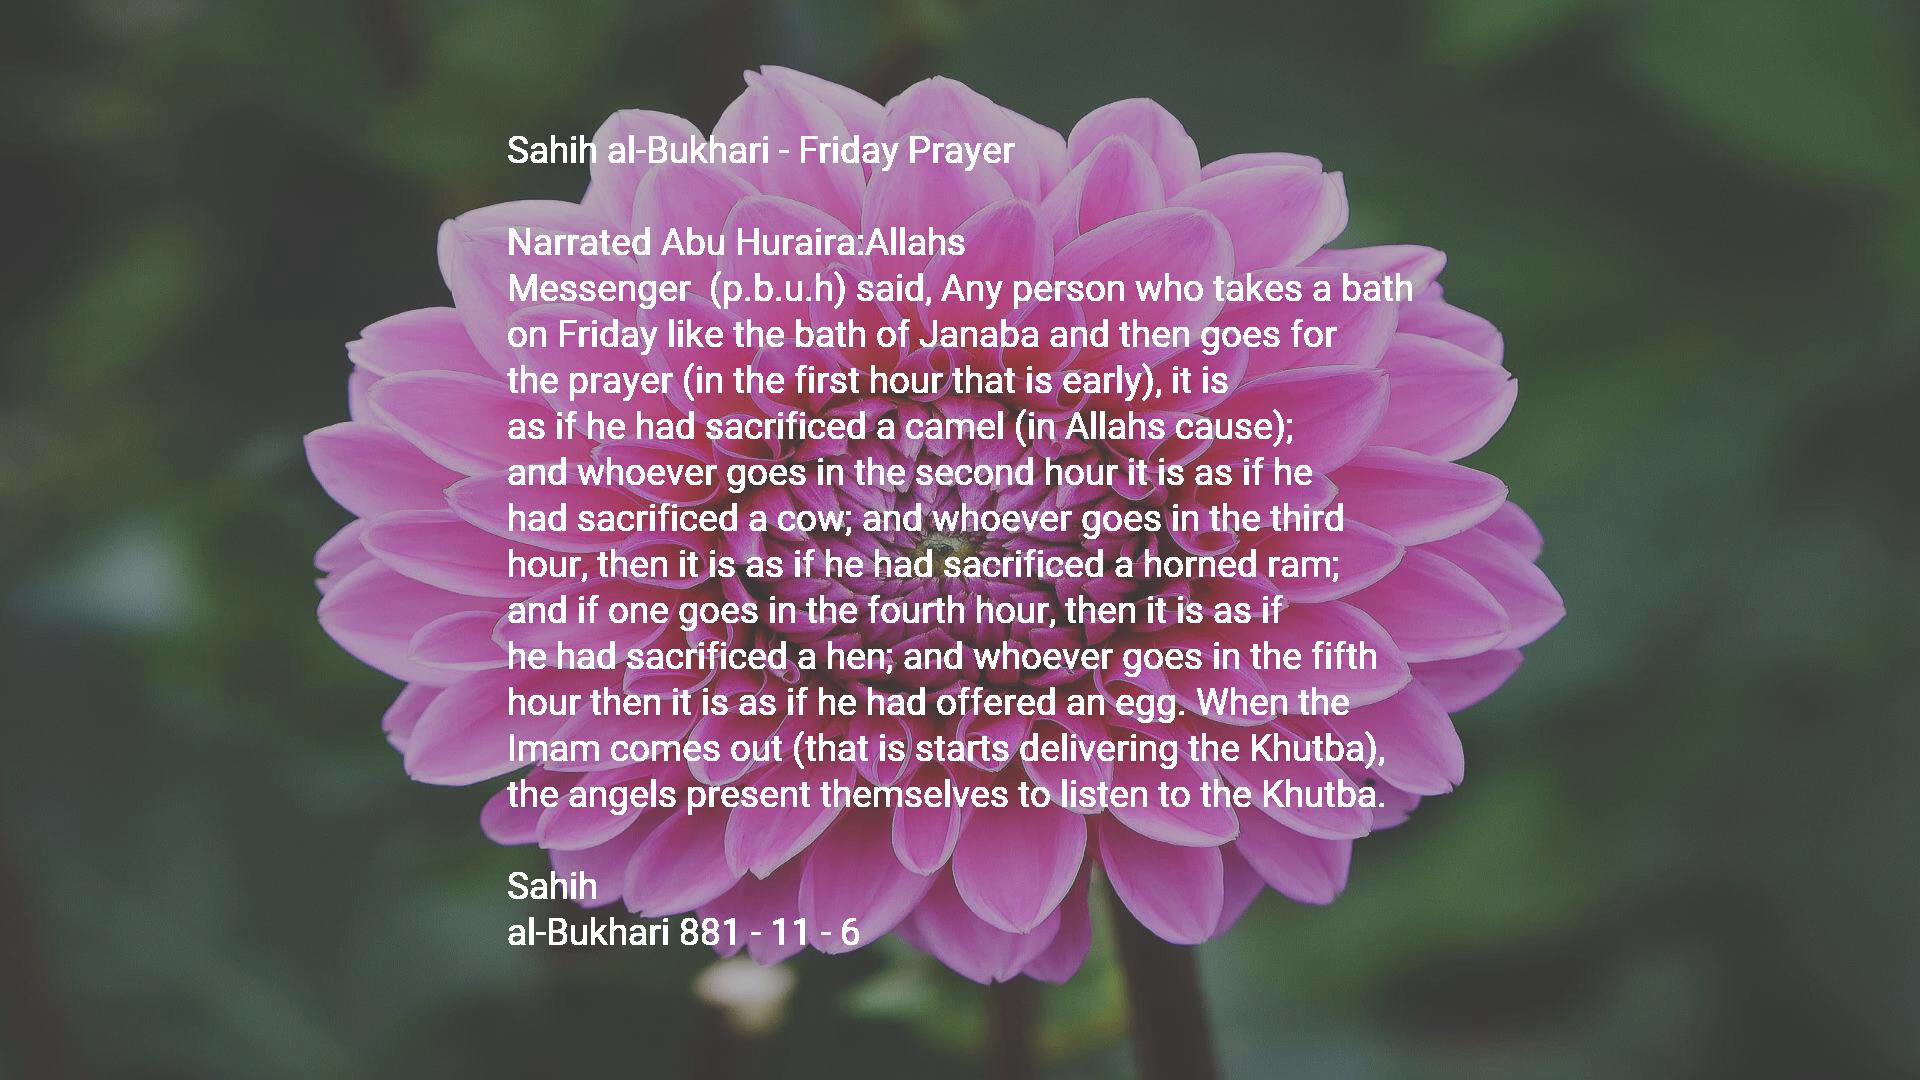 Sahih al-Bukhari - Friday Prayer
Narrated Abu Huraira:Allahs
Messenger  (p.b.u.h) said, Any person who takes a bath
on Friday like the bath of Janaba and then goes for
the prayer (in the first hour that is early), it is
as if he had sacrificed a camel (in Allahs cause);
and whoever goes in the second hour it is as if he
had sacrificed a cow; and whoever goes in the third
hour, then it is as if he had sacrificed a horned ram;
and if one goes in the fourth hour, then it is as if
he had sacrificed a hen; and whoever goes in the fifth
hour then it is as if he had offered an egg. When the
Imam comes out (that is starts delivering the Khutba),
the angels present themselves to listen to the Khutba.
Sahih
al-Bukhari 881 - 11 - 6